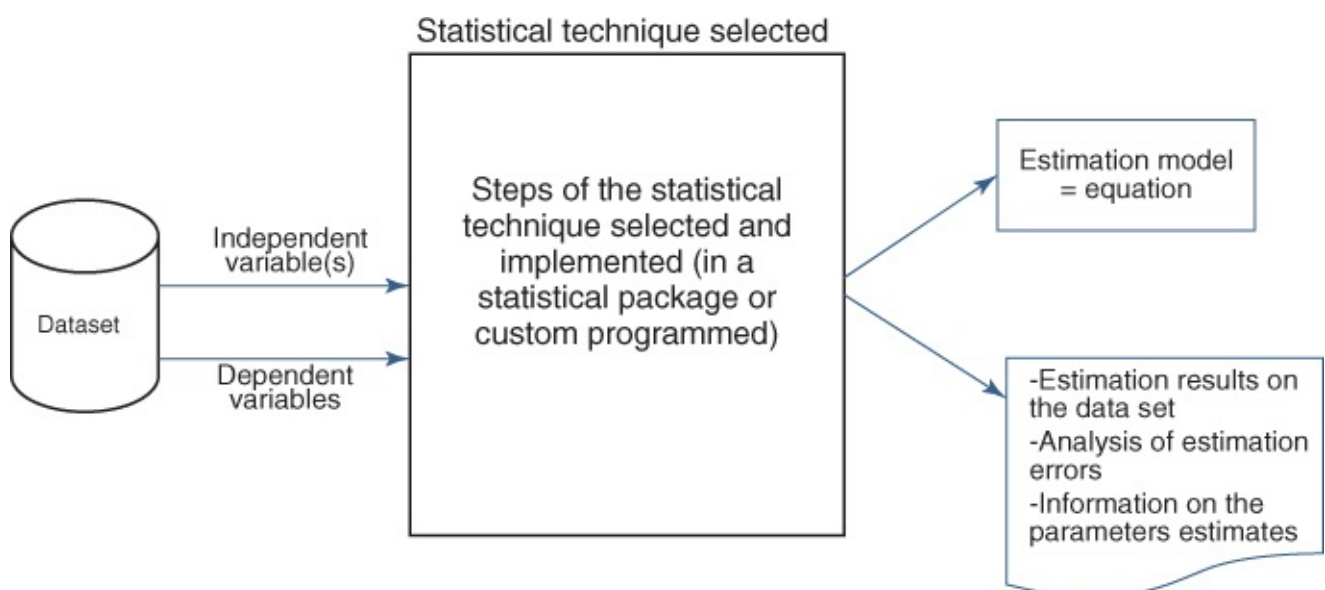 Statistical technique selected
Steps of the statistical
technique selected and
implemented (in a
statistical package or
custom programmed)
Dataset
Independent
variable(s)
Dependent
variables
Estimation model
= equation
-Estimation results on
the data set
-Analysis of estimation
errors
-Information on the
parameters estimates